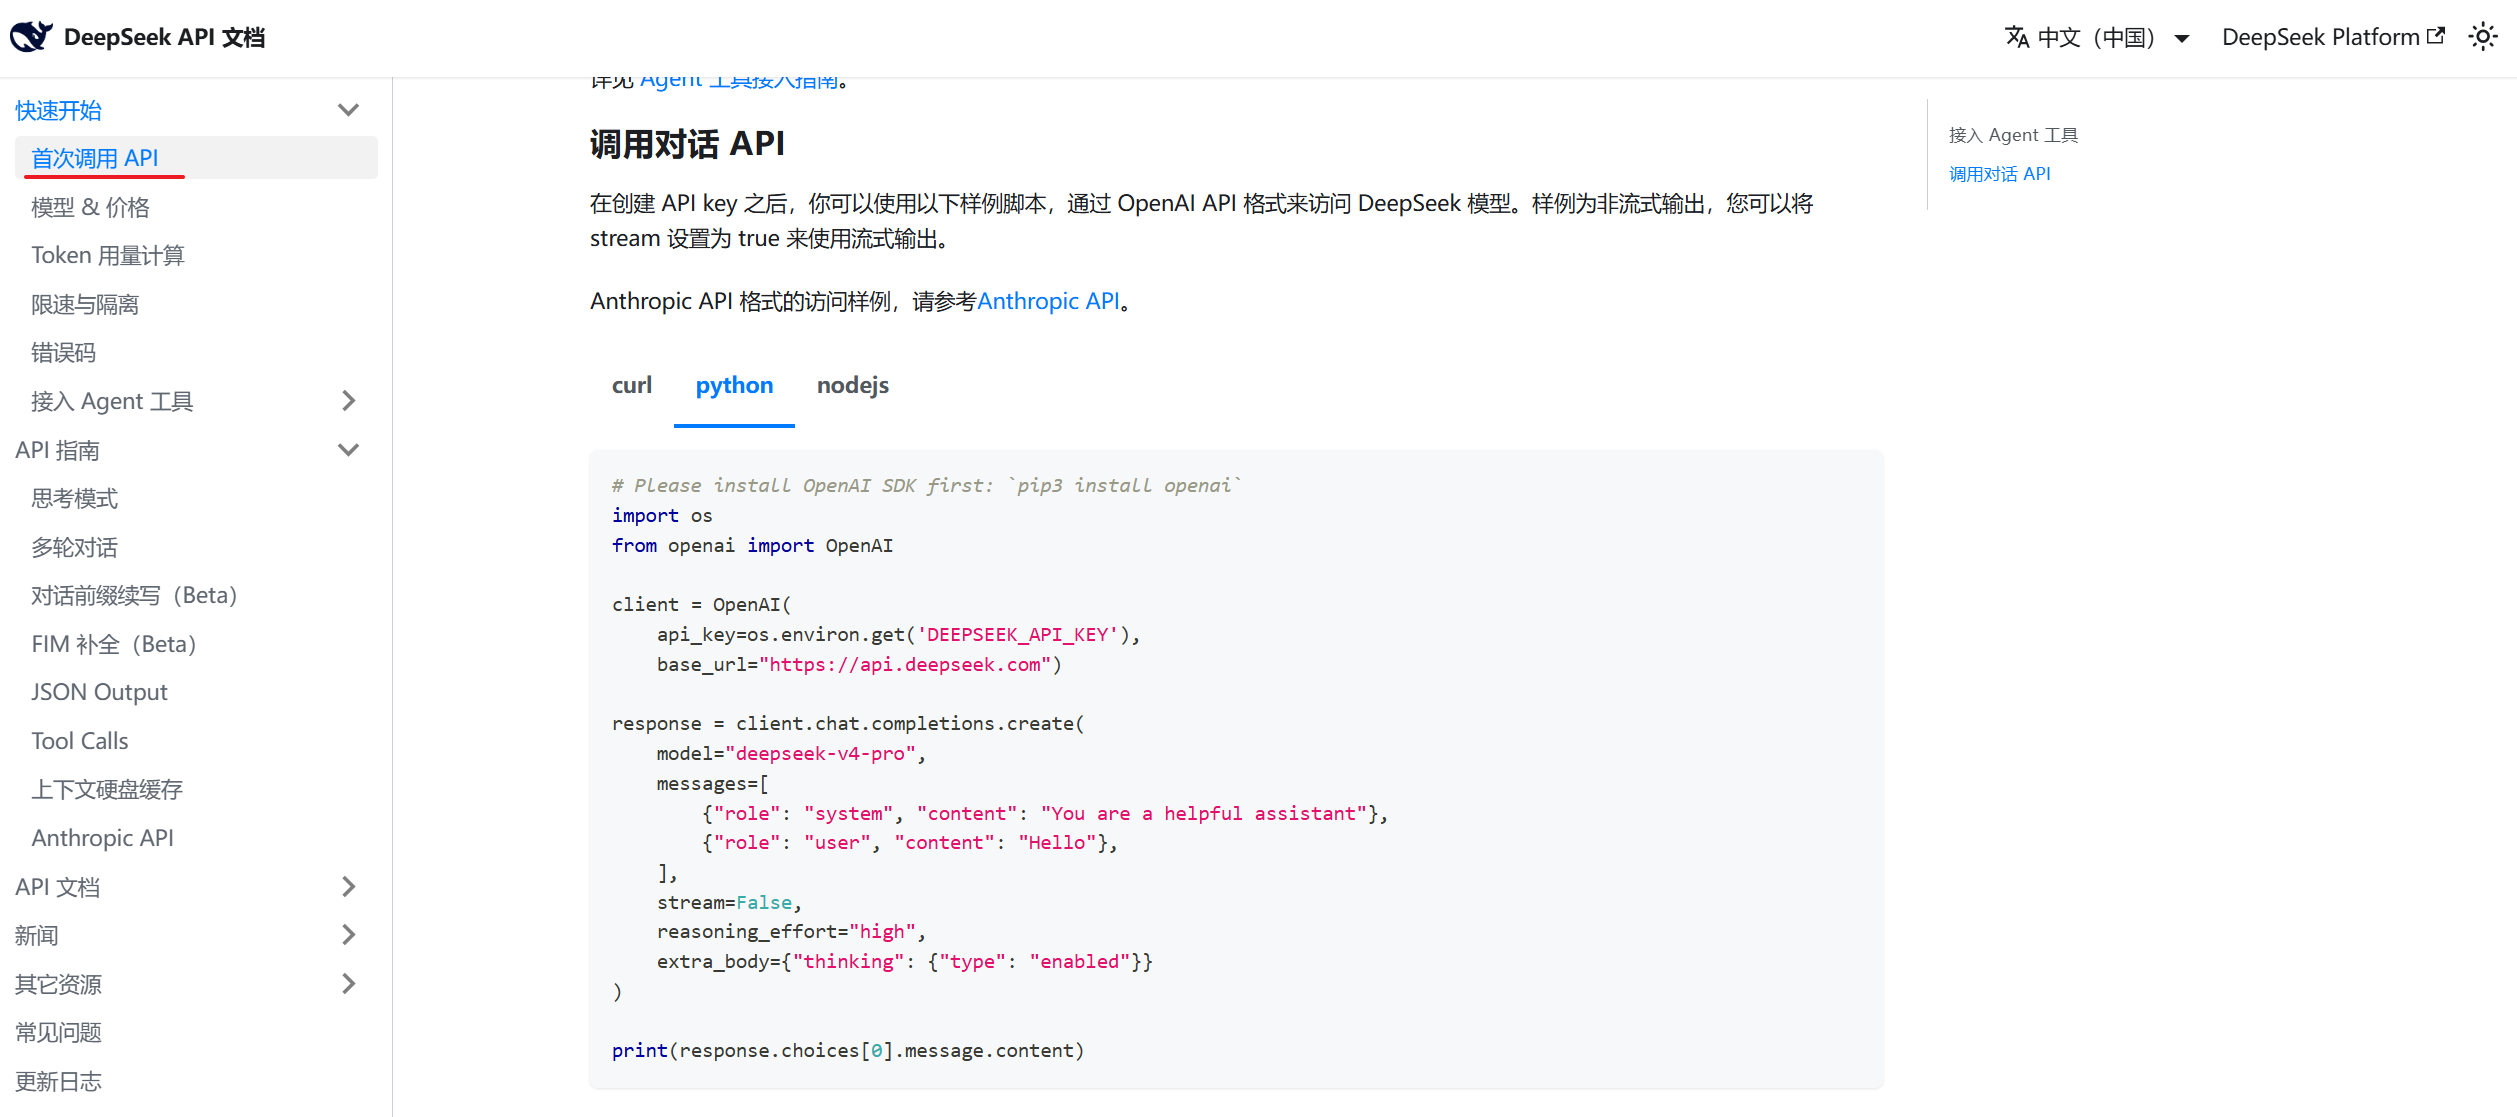 DeepSeek API 文档
中文（中国）
DeepSeek Platform
快速开始
首次调用 API
模型 & 价格
Token 用量计算
限速与隔离
错误码
接入 Agent 工具
API 指南
思考模式
多轮对话
对话前缀续写（Beta）
FIM 补全（Beta）
JSON Output
Tool Calls
上下文硬盘缓存
Anthropic API
API 文档
新闻
其它资源
常见问题
更新日志
详见 Agent 工具接入指南。
调用对话 API
在创建 API key 之后，你可以使用以下样例脚本，通过 OpenAI API 格式来访问 DeepSeek 模型。样例为非流式输出，您可以将
stream 设置为 true 来使用流式输出。
Anthropic API 格式的访问样例，请参考Anthropic API。
curl
python
nodejs
# Please install OpenAI SDK first: `pip3 install openai`
import os
from openai import OpenAI
client = OpenAI(
    api_key=os.environ.get('DEEPSEEK_API_KEY'),
    base_url="https://api.deepseek.com")
response = client.chat.completions.create(
    model="deepseek-v4-pro",
    messages=[
        {"role": "system", "content": "You are a helpful assistant"},
        {"role": "user", "content": "Hello"},
    ],
    stream=False,
    reasoning_effort="high",
    extra_body={"thinking": {"type": "enabled"}}
)
print(response.choices[0].message.content)
接入 Agent 工具
调用对话 API